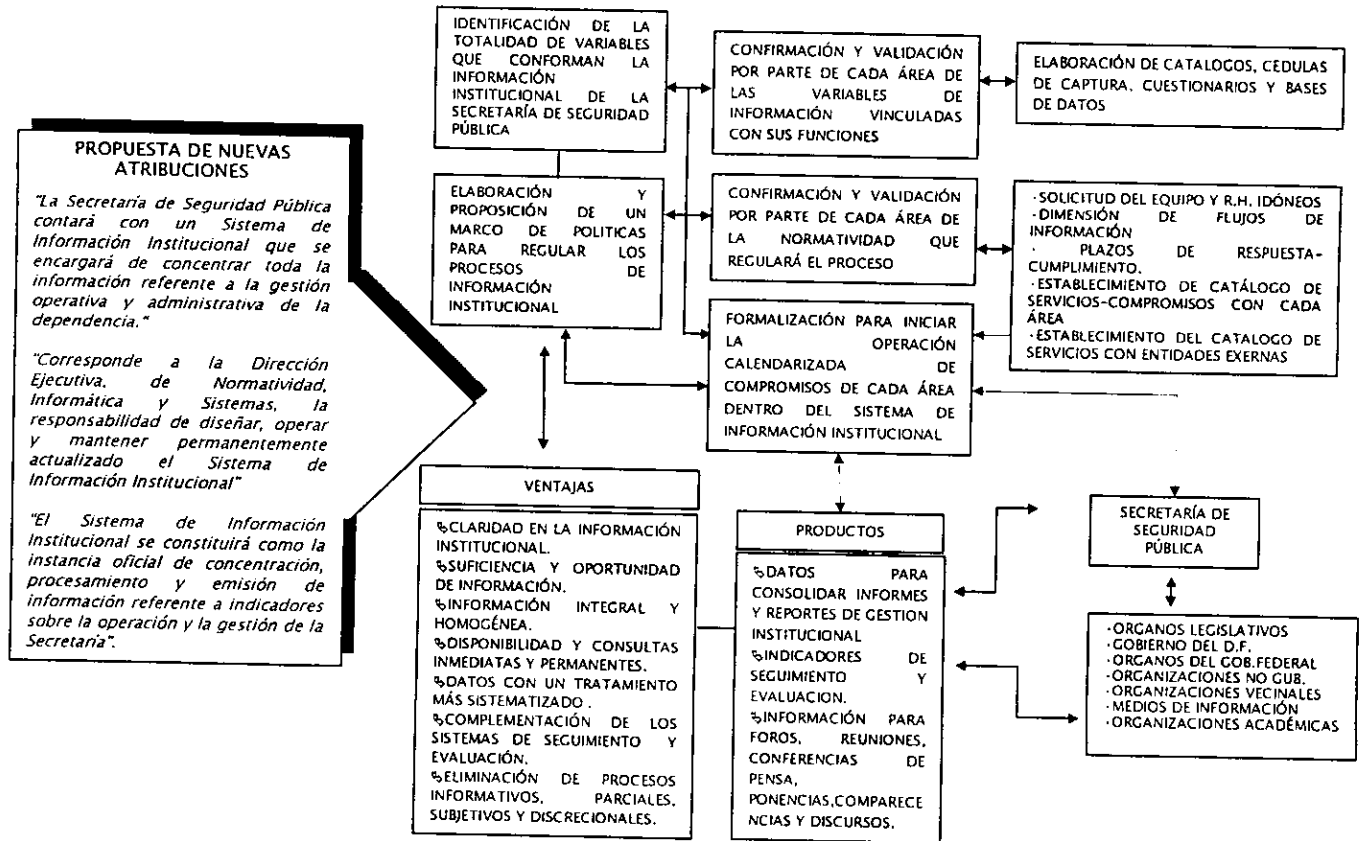 PROPUESTA DE NUEVAS
ATRIBUCIONES
"La Secretaría de Seguridad Pública
contará con un Sistema de
Información Institucional que se
encargará de concentrar toda la
información referente a la gestión
operativa y administrativa de la
dependencia."
"Corresponde a la Dirección
Ejecutiva, de Normatividad,
Informática y Sistemas, la
responsabilidad de diseñar, operar
y mantener permanentemente
actualizado el Sistema de
Información Institucional"
"El Sistema de Información
Institucional se constituirá como la
instancia oficial de concentración,
procesamiento y emisión de
información referente a indicadores
sobre la operación y la gestión de la
Secretaría".
IDENTIFICACIÓN DE LA
TOTALIDAD DE VARIABLES
QUE CONFORMAN LA
INFORMACIÓN
INSTITUCIONAL DE LA
SECRETARÍA DE SEGURIDAD
PÚBLICA
CONFIRMACIÓN Y VALIDACIÓN
POR PARTE DE CADA ÁREA DE
LAS VARIABLES DE
INFORMACIÓN VINCULADAS
CON SUS FUNCIONES
ELABORACIÓN DE CATALOGOS, CEDULAS
DE CAPTURA, CUESTIONARIOS Y BASES
DE DATOS
ELABORACIÓN Y
PROPOSICIÓN DE UN
MARCO DE POLITICAS
PARA REGULAR LOS
PROCESOS DE
INFORMACIÓN
INSTITUCIONAL
CONFIRMACIÓN Y VALIDACIÓN
POR PARTE DE CADA ÁREA DE
LA NORMATIVIDAD QUE
REGULARÁ EL PROCESO
·SOLICITUD DEL EQUIPO Y R.H. IDÓNEOS
·DIMENSIÓN DE FLUJOS DE
INFORMACIÓN
· PLAZOS DE RESPUESTA-
CUMPLIMIENTO.
·ESTABLECIMIENTO DE CATÁLOGO DE
SERVICIOS-COMPROMISOS CON CADA
ÁREA
·ESTABLECIMIENTO DEL CATALOGO DE
SERVICIOS CON ENTIDADES EXERNAS
FORMALIZACIÓN PARA INICIAR
LA OPERACIÓN
CALENDARIZADA DE
COMPROMISOS DE CADA ÁREA
DENTRO DEL SISTEMA DE
INFORMACIÓN INSTITUCIONAL
VENTAJAS
CLARIDAD EN LA INFORMACIÓN
INSTITUCIONAL.
SUFICIENCIA Y OPORTUNIDAD
DE INFORMACIÓN.
INFORMACIÓN INTEGRAL Y
HOMOGÉNEA.
DISPONIBILIDAD Y CONSULTAS
INMEDIATAS Y PERMANENTES.
DATOS CON UN TRATAMIENTO
MÁS SISTEMATIZADO .
COMPLEMENTACIÓN DE LOS
SISTEMAS DE SEGUIMIENTO Y
EVALUACIÓN.
ELIMINACIÓN DE PROCESOS
INFORMATIVOS, PARCIALES,
SUBJETIVOS Y DISCRECIONALES.
PRODUCTOS
DATOS PARA
CONSOLIDAR INFORMES
Y REPORTES DE GESTION
INSTITUCIONAL
INDICADORES DE
SEGUIMIENTO Y
EVALUACION.
INFORMACIÓN PARA
FOROS, REUNIONES,
CONFERENCIAS DE
PENSA,
PONENCIAS,COMPARECE
NCIAS Y DISCURSOS.
SECRETARÍA DE
SEGURIDAD
PÚBLICA
·ORGANOS LEGISLATIVOS
·GOBIERNO DEL D.F.
·ORGANOS DEL GOB.FEDERAL
·ORGANIZACIONES NO GUB.
·ORGANIZACIONES VECINALES
·MEDIOS DE INFORMACIÓN
·ORGANIZACIONES ACADÉMICAS